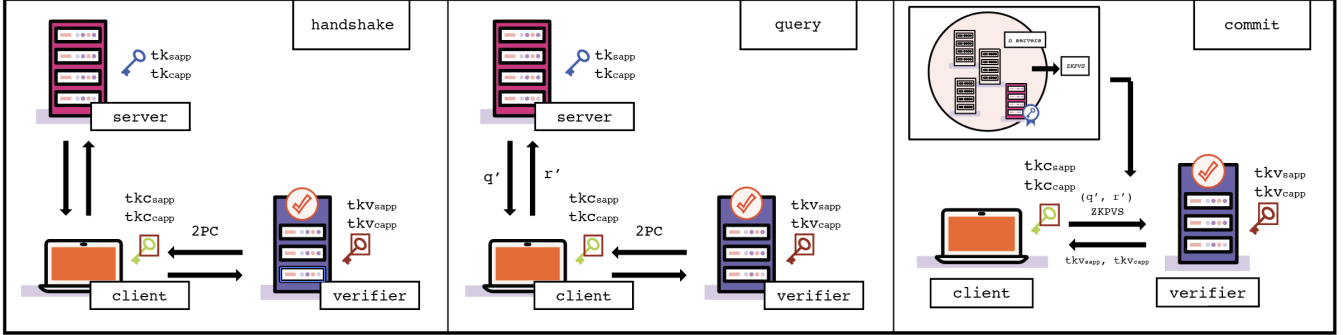 handshake
tksapp
tkcapp
server
tkcsapp
tkccapp
tkvsapp
tkvcapp
2PC
client
verifier
query
tksapp
tkcapp
server
q’
r’
tkcsapp
tkccapp
tkvsapp
tkvcapp
2PC
client
verifier
commit
n servers
ZKPVS
tkcsapp
tkccapp
(q’, r’)
ZKPVS
tkvsapp
tkvcapp
tkvsapp, tkvcapp
client
verifier